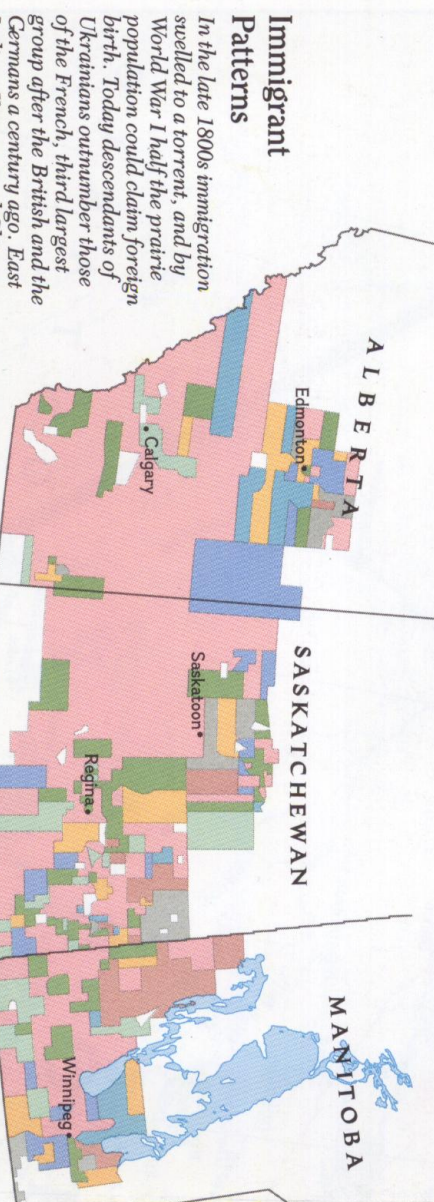 Immigrant
Patterns
In the late 1800s immigration
swelled to a torrent, and by
World War I half the prairie
population could claim foreign
birth. Today descendants of
Ukrainians outnumber those
of the French, third largest
group after the British and the
Germans a century ago. East
ALBERTA
Edmonton
Calgary
SASKATCHEWAN
Saskatoon
Regina
MANITOBA
Winnipeg